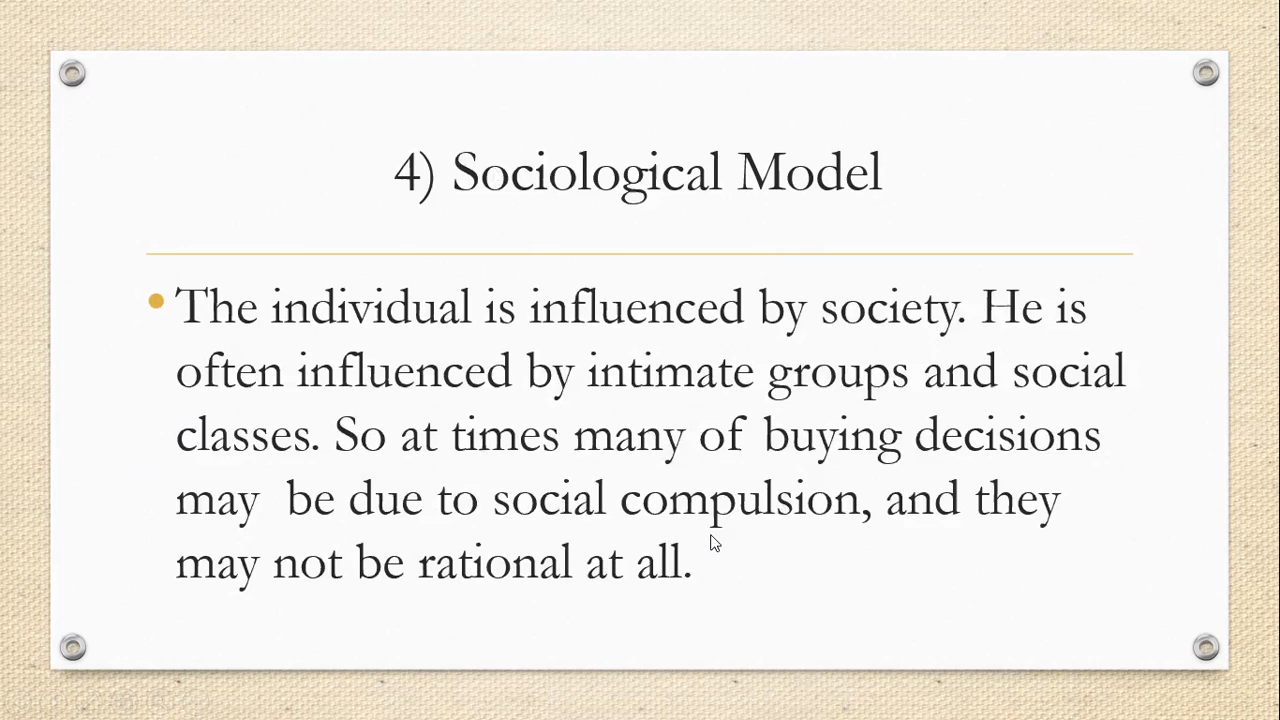 4) Sociological Model
The individual is influenced by society. He is
often influenced by intimate groups and social
classes. So at times many of buying decisions
may  be due to social compulsion, and they
may not be rational at all.